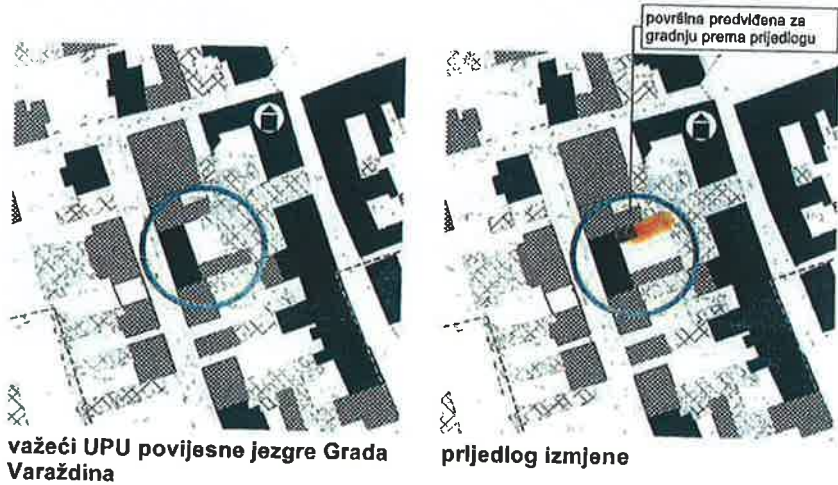 površina predviđena za
gradnju prema prijedlogu
važeći UPU povijesne jezgre Grada
Varaždina
prijedlog izmjene